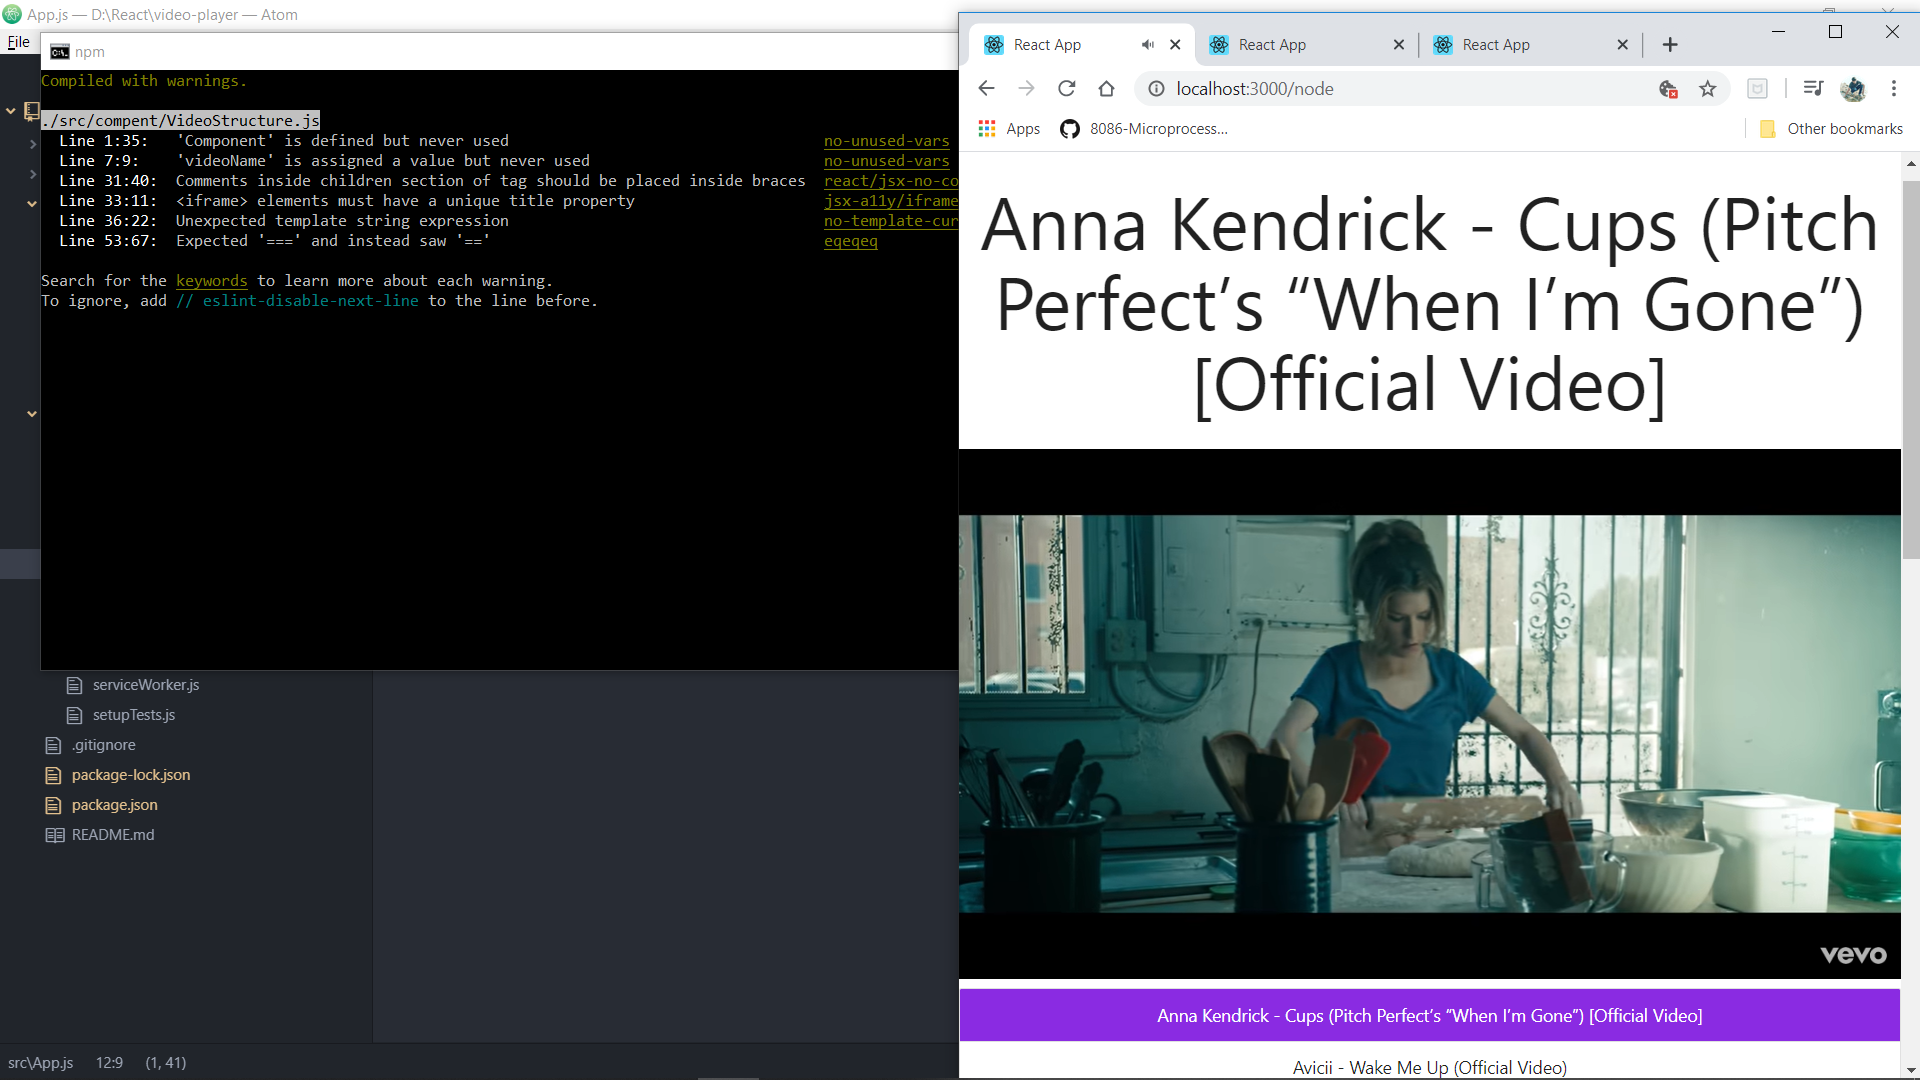 App.js — D:\React\video-player — Atom
File
npm
Compiled with warnings.
./src/compent/VideoStructure.js
Line 1:35: 'Component' is defined but never used no-unused-vars
Line 7:9: 'videoName' is assigned a value but never used no-unused-vars
Line 31:40: Comments inside children section of tag should be placed inside braces react/jsx-no-co
Line 33:11: <iframe> elements must have a unique title property jsx-a11y/iframe
Line 36:22: Unexpected template string expression no-template-cur
Line 53:67: Expected '===' and instead saw '==' eqeqeq
Search for the keywords to learn more about each warning.
To ignore, add // eslint-disable-next-line to the line before.
serviceWorker.js
setupTests.js
.gitignore
package-lock.json
package.json
README.md
src\App.js 12:9 (1, 41)
React App
React App
React App
localhost:3000/node
Apps
8086-Microprocess...
Other bookmarks
Anna Kendrick - Cups (Pitch
Perfect’s “When I’m Gone”)
[Official Video]
vevo
Anna Kendrick - Cups (Pitch Perfect’s “When I’m Gone”) [Official Video]
Avicii - Wake Me Up (Official Video)